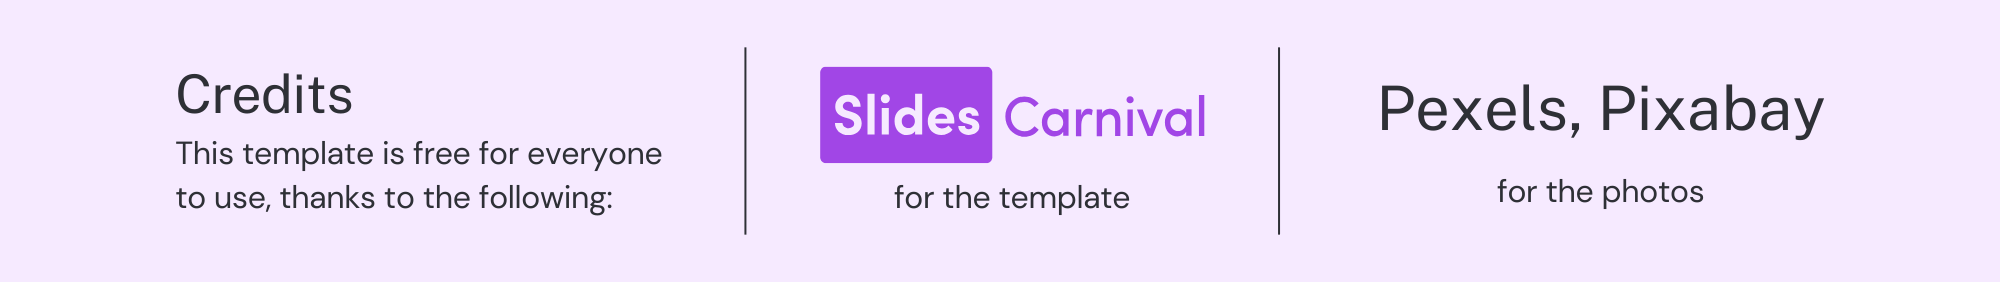 Credits
This template is free for everyone
to use, thanks to the following:
Slides Carnival
for the template
Pexels, Pixabay
for the photos